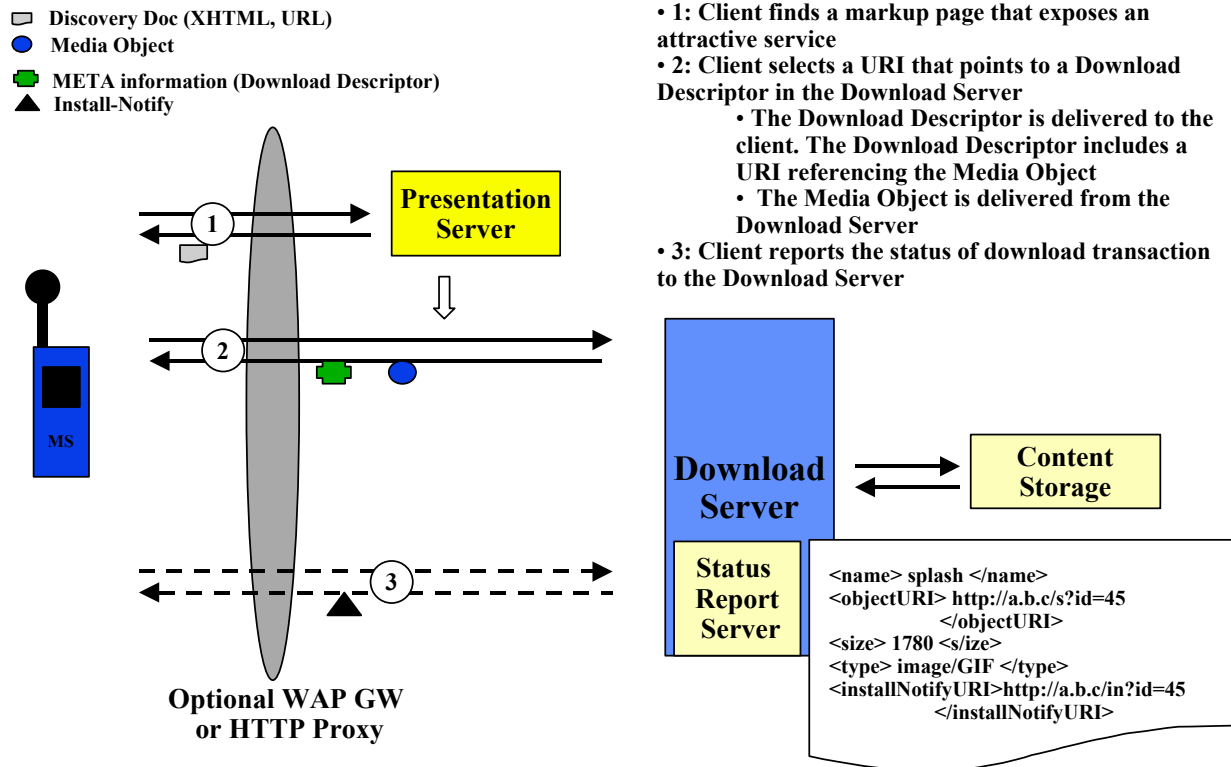 Discovery Doc (XHTML, URL)
Media Object
META information (Download Descriptor)
Install-Notify
• 1: Client finds a markup page that exposes an
attractive service
• 2: Client selects a URI that points to a Download
Descriptor in the Download Server
• The Download Descriptor is delivered to the
client. The Download Descriptor includes a
URI referencing the Media Object
• The Media Object is delivered from the
Download Server
• 3: Client reports the status of download transaction
to the Download Server
1
Presentation
Server
2
MS
Download
Server
Content
Storage
3
Status
Report
Server
<name> splash </name>
<objectURI> http://a.b.c/s?id=45
</objectURI>
<size> 1780 <s/ize>
<type> image/GIF </type>
<installNotifyURI>http://a.b.c/in?id=45
</installNotifyURI>
Optional WAP GW
or HTTP Proxy